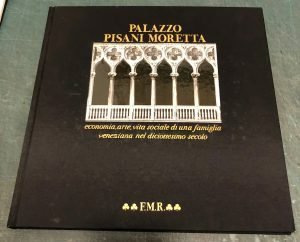 PALAZZO
PISANI MORETTA
economia, arte, vita sociale di una famiglia
veneziana nel diciottesimo secolo
F.M.R.